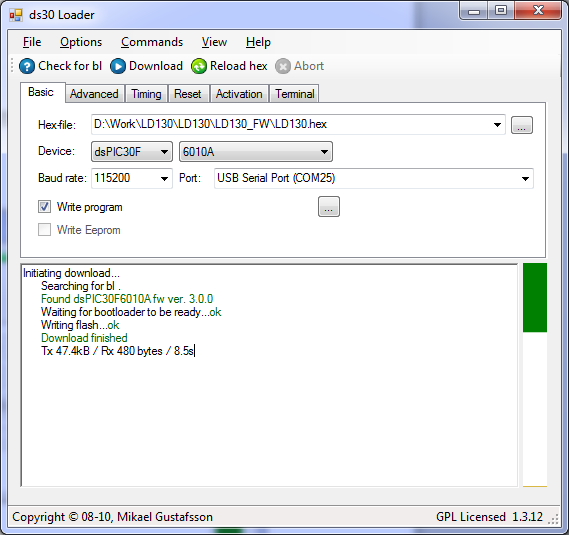 ds30 Loader
File Options Commands View Help
Check for bl Download Reload hex Abort
Basic Advanced Timing Reset Activation Terminal
Hex-file: D:\Work\LD130\LD130\LD130_FW\LD130.hex ...
Device: dsPIC30F 6010A
Baud rate: 115200 Port: USB Serial Port (COM25)
Write program ...
Write Eeprom
Initiating download...
Searching for bl .
Found dsPIC30F6010A fw ver. 3.0.0
Waiting for bootloader to be ready...ok
Writing flash...ok
Download finished
Tx 47.4kB / Rx 480 bytes / 8.5s
Copyright © 08-10, Mikael Gustafsson GPL Licensed 1.3.12